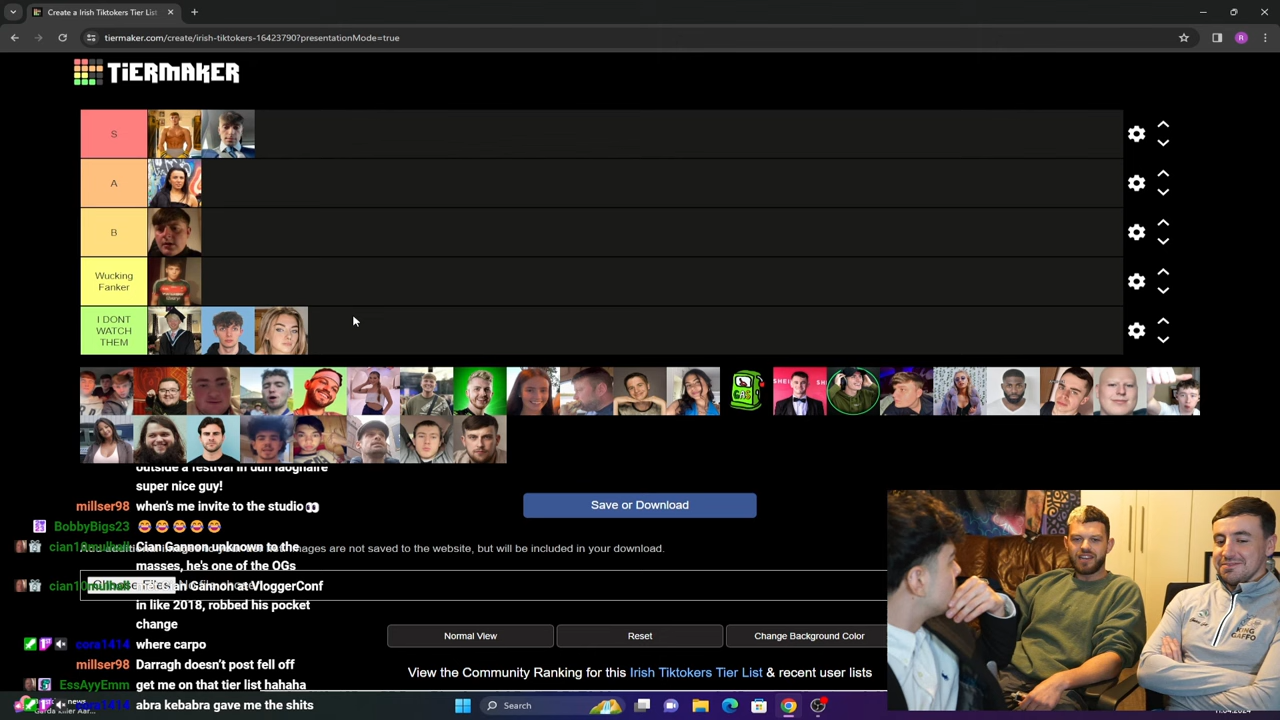 Create a Irish Tiktokers Tier List
tiermaker.com/create/irish-tiktokers-16423790?presentationMode=true
TiERMAKER
S
A
B
Wucking
Fanker
I DONT
WATCH
THEM
outside a festival in dun laoghaire
super nice guy!
Save or Download
millser98 when's me invite to the studio
BobbyBigs23
cian10mulhall Cian Gannon unknown to the
masses, he's one of the OGs
images are not saved to the website, but will be included in your download.
cian10mulhall
Gannon at VloggerConf
in like 2018, robbed his pocket
change
Normal View
Reset
Change Background Color
cora1414 where carpo
millser98 Darragh doesn't post fell off
View the Community Ranking for this Irish Tiktokers Tier List & recent user lists
EssAyyEmm get me on that tier list hahaha
cora1414 abra kebabra gave me the shits
Search
KING
GAFFO